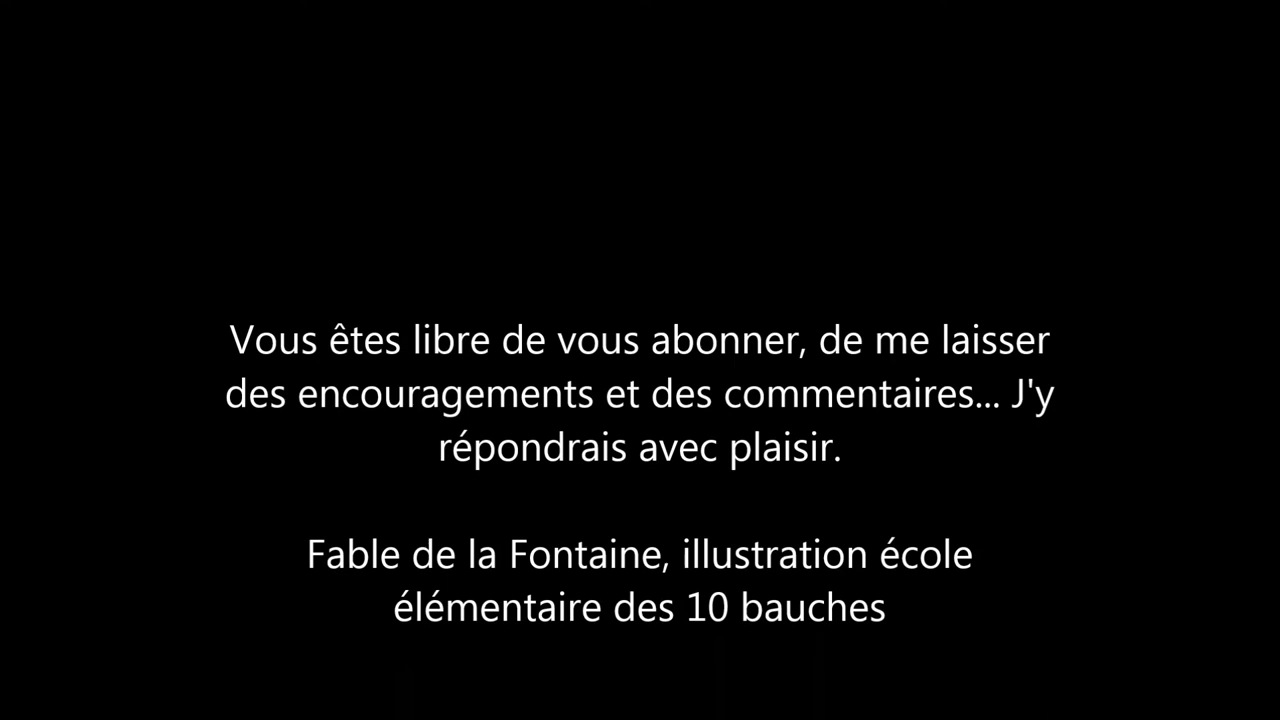 Vous êtes libre de vous abonner, de me laisser
des encouragements et des commentaires... J'y
répondrais avec plaisir.
Fable de la Fontaine, illustration école
élémentaire des 10 bauches